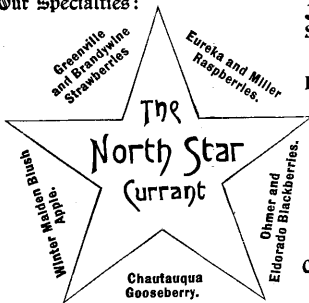 Our Specialties:
Greenville
and Brandywine
Strawberries
Eureka and Miller
Raspberries.
The
North Star
Currant
Winter Maiden Blush
Apple.
Ohmer and
Eldorado Blackberries.
Chautauqua
Gooseberry.